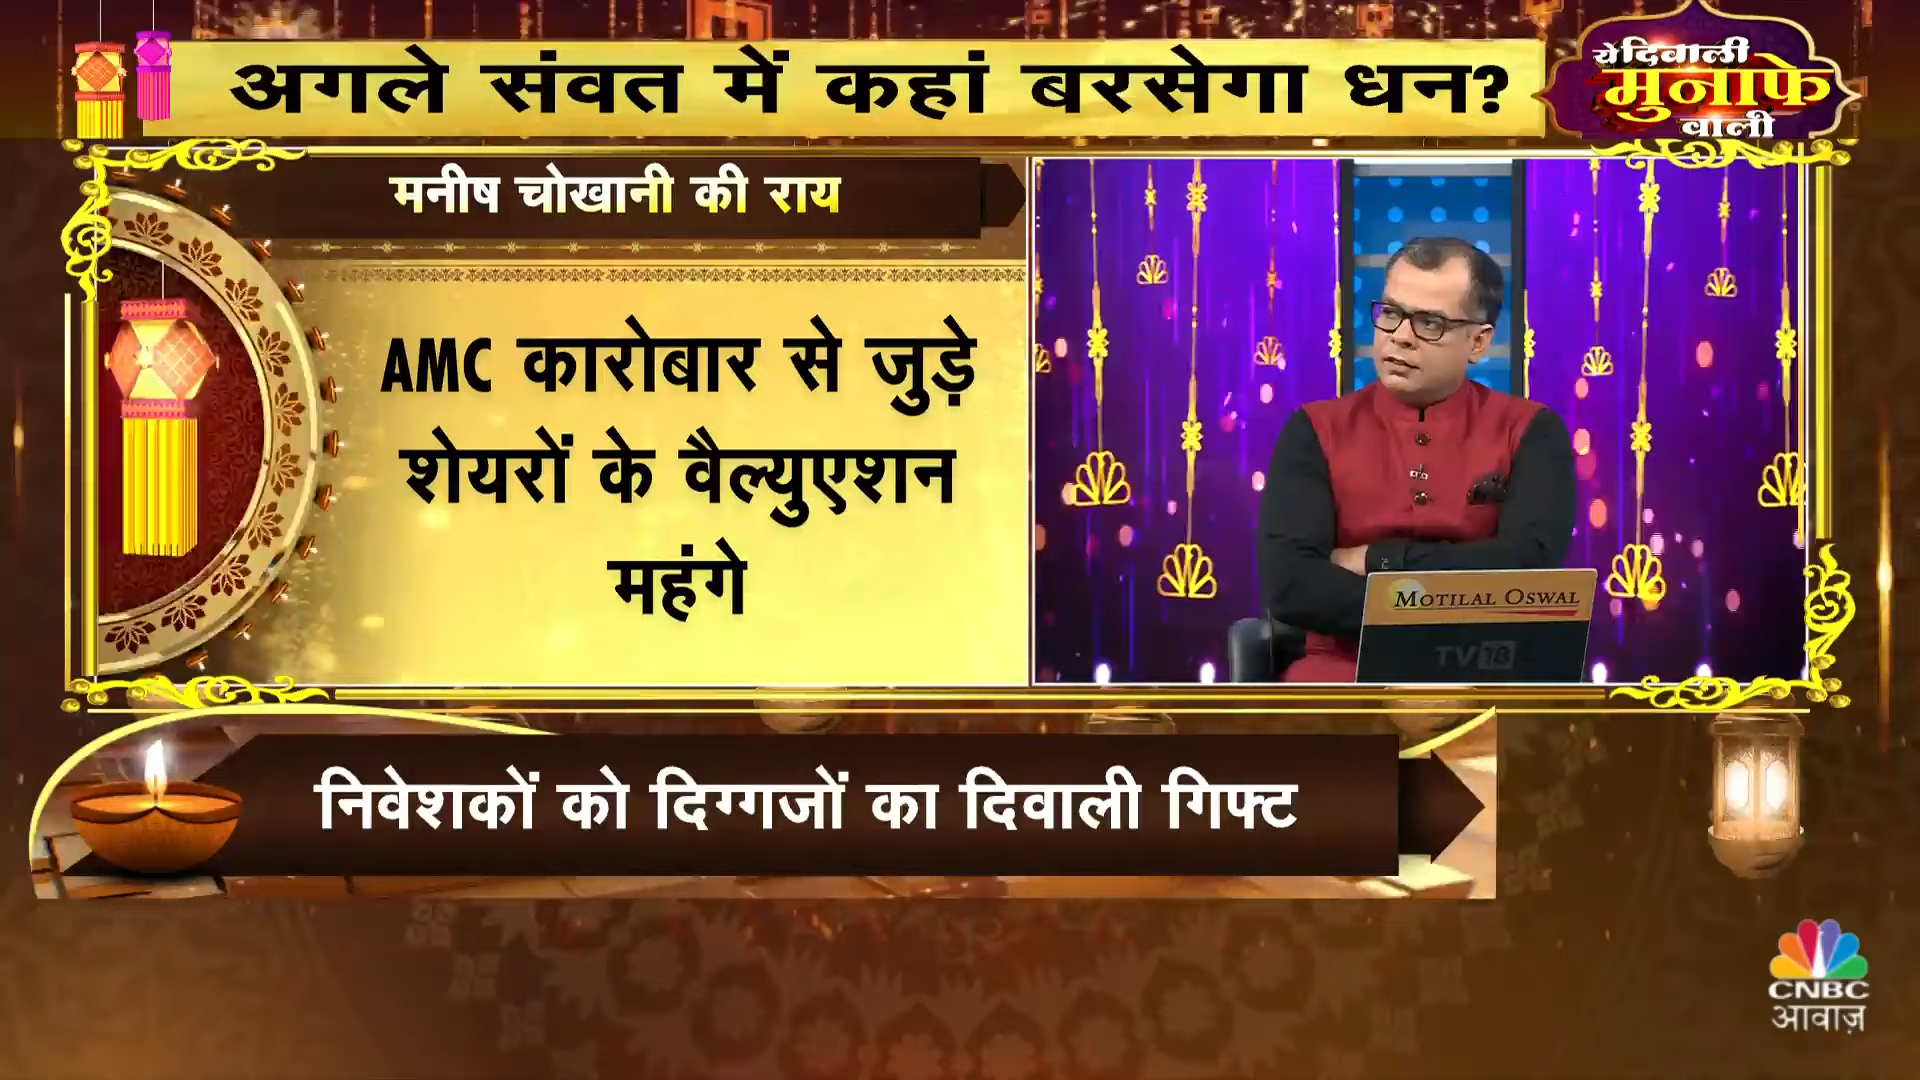 अगले संवत में कहां बरसेगा धन?
ये दिवाली
मुनाफे
वाली
मनीष चोखानी की राय
AMC कारोबार से जुड़े
शेयरों के वैल्युएशन
महंगे
MOTILAL OSWAL
TV18
निवेशकों को दिग्गजों का दिवाली गिफ्ट
CNBC
आवाज़